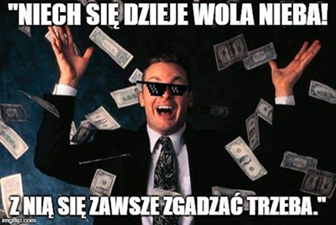 "NIECH SIĘ DZIEJE WOLA NIEBA!
Z NIĄ SIĘ ZAWSZE ZGADZAĆ TRZEBA."
imgflip.com